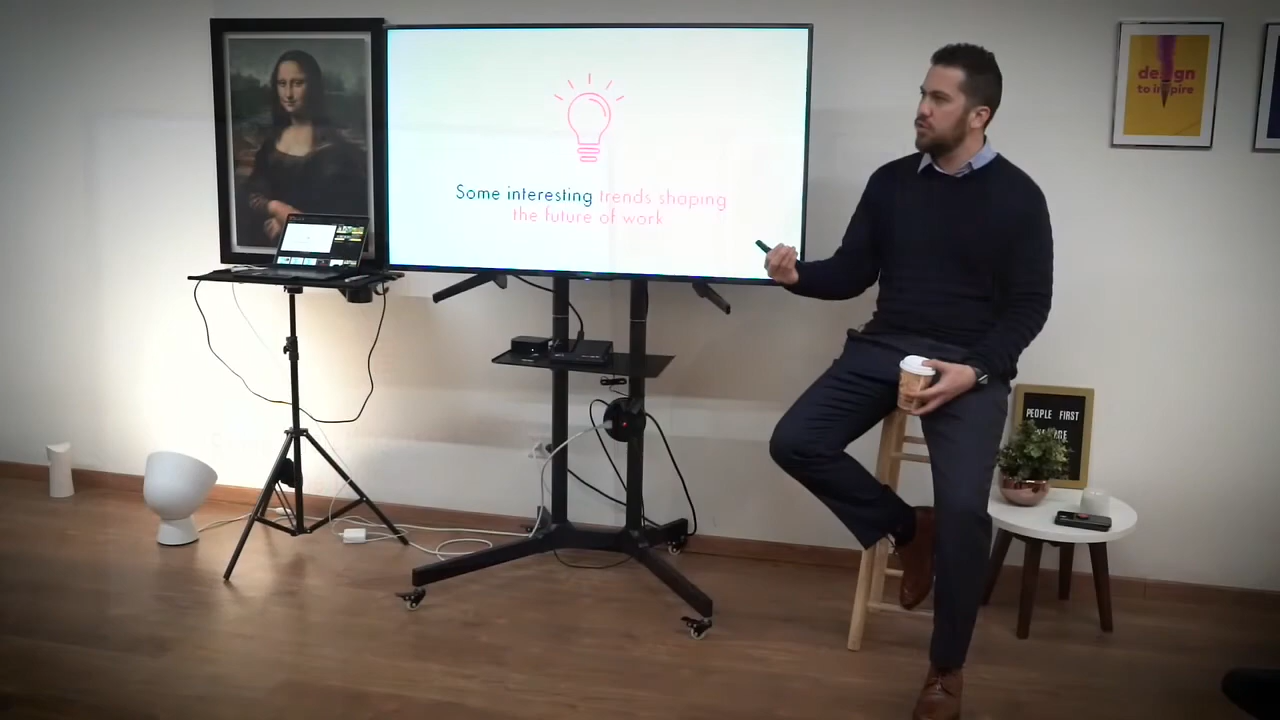 Some interesting trends shaping
the future of work
design
to inspire
PEOPLE FIRST